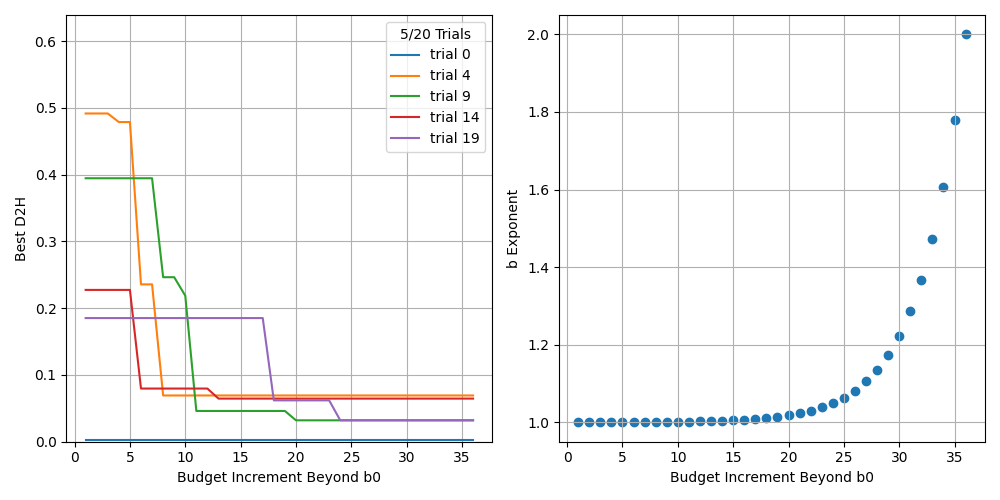 5/20 Trials
trial 0
trial 4
trial 9
trial 14
trial 19
Best D2H
0.6
0.5
0.4
0.3
0.2
0.1
0.0
0 5 10 15 20 25 30 35
Budget Increment Beyond b0
b Exponent
2.0
1.8
1.6
1.4
1.2
1.0
0 5 10 15 20 25 30 35
Budget Increment Beyond b0